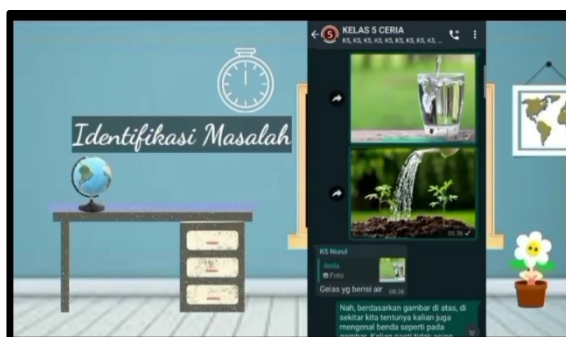 Identifikasi Masalah
5
KELAS 5 CERIA
K5, K5, K5, K5, K5, K5, K5, K5, ...
08.38
K5 Nurul
Anda
Foto
Gelas yg berisi air 08.38
Nah, berdasarkan gambar di atas, di
sekitar kita tentunya kalian juga
mengenal benda seperti pada
gambar. Kalian pasti tidak asing